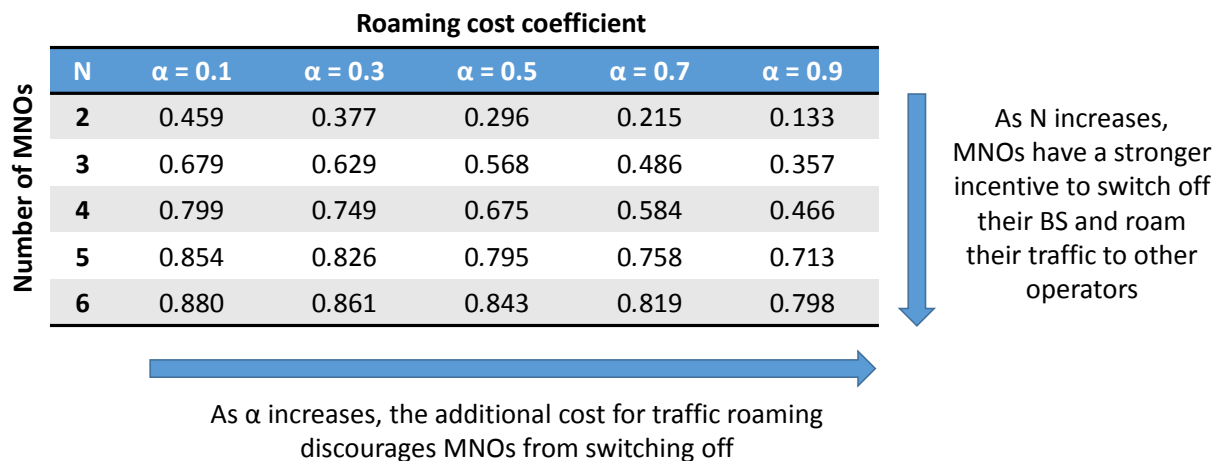 Roaming cost coefficient
Number of MNOs
N α = 0.1 α = 0.3 α = 0.5 α = 0.7 α = 0.9
2 0.459 0.377 0.296 0.215 0.133
3 0.679 0.629 0.568 0.486 0.357
4 0.799 0.749 0.675 0.584 0.466
5 0.854 0.826 0.795 0.758 0.713
6 0.880 0.861 0.843 0.819 0.798
As N increases,
MNOs have a stronger
incentive to switch off
their BS and roam
their traffic to other
operators
As α increases, the additional cost for traffic roaming
discourages MNOs from switching off